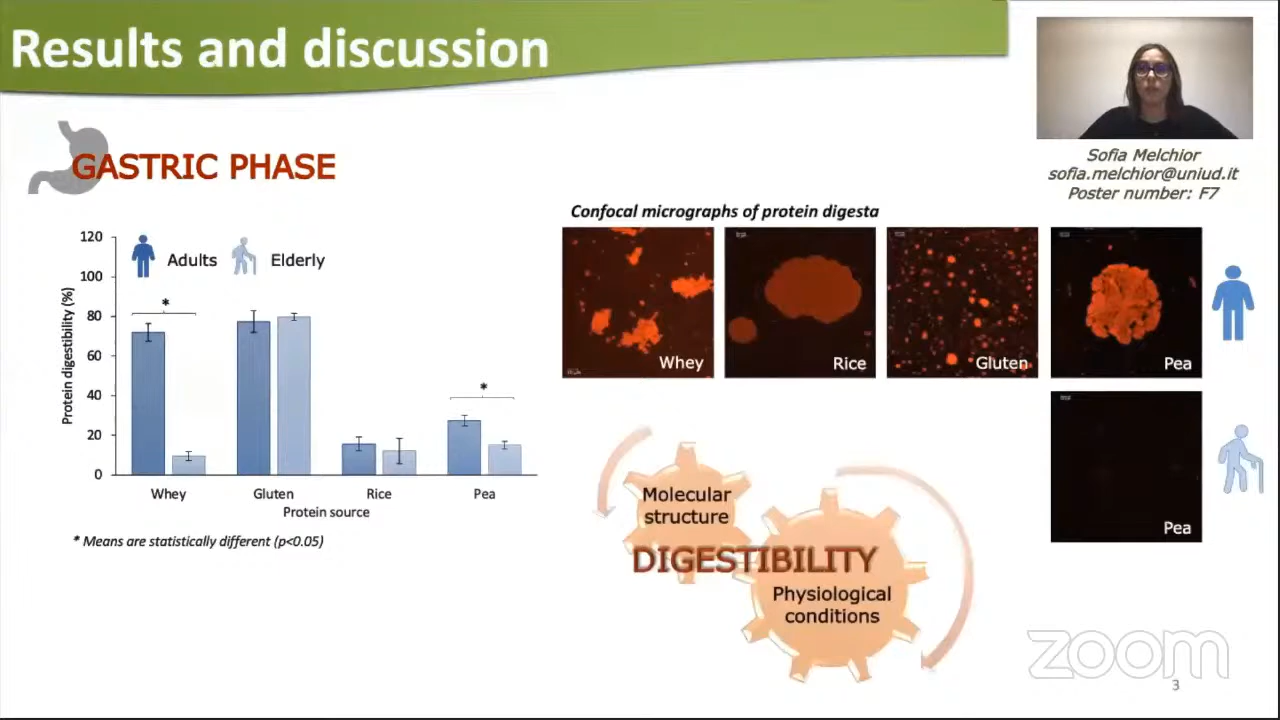 Results and discussion
Sofia Melchior
sofia.melchior@uniud.it
Poster number: F7
GASTRIC PHASE
Confocal micrographs of protein digesta
Adults
Elderly
Protein digestibility (%)
120
100
80
60
40
20
0
*
*
Whey
Gluten
Rice
Pea
Protein source
* Means are statistically different (p<0.05)
Whey
Rice
Gluten
Pea
Pea
Molecular
structure
DIGESTIBILITY
Physiological
conditions
zoom
3